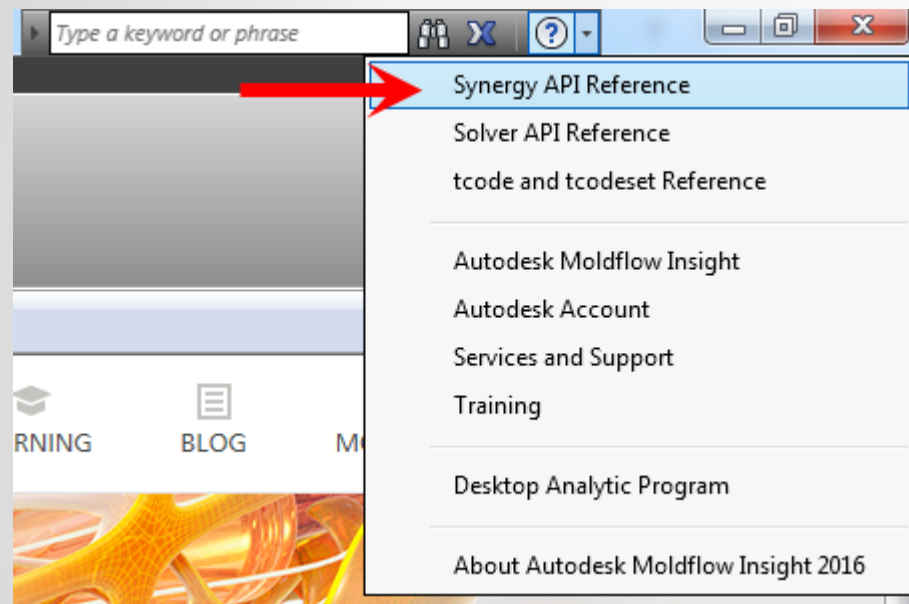 Type a keyword or phrase
Synergy API Reference
Solver API Reference
tcode and tcodeset Reference
Autodesk Moldflow Insight
Autodesk Account
Services and Support
Training
RNING
BLOG
M
Desktop Analytic Program
About Autodesk Moldflow Insight 2016